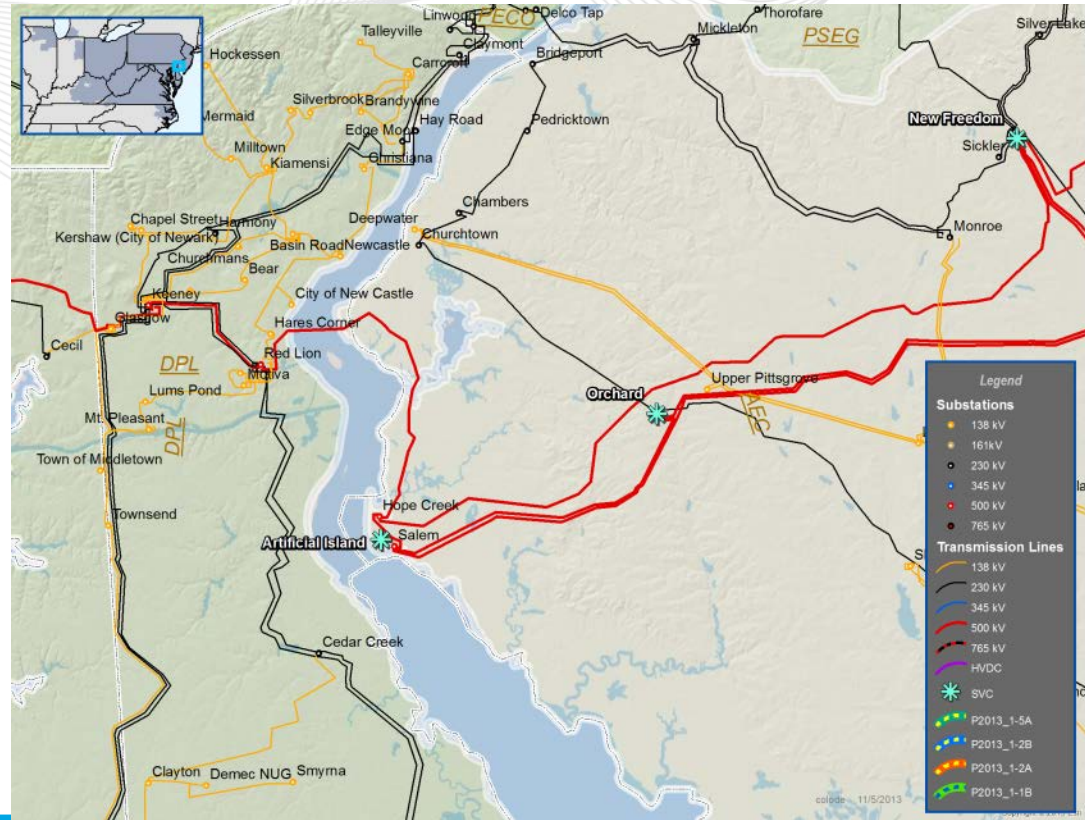 Linwood
PECO
Delco Tap
Thorofare
Talleyville
Mickleton
PSEG
Silver Lake
Claymont
Hockessen
Carrcroft
Bridgeport
Silverbrook
Brandywine
Mermaid
Edge Moor
Hay Road
Pedricktown
New Freedom
Milltown
Christiana
Sickler
Kiamensi
Chambers
Chapel Street
Harmony
Deepwater
Monroe
Kershaw (City of Newark)
Basin Road
Newcastle
Churchtown
Churchmans
Bear
Keeney
City of New Castle
Glasgow
Hares Corner
Cecil
DPL
Red Lion
Motiva
Upper Pittsgrove
Lums Pond
Orchard
AEC
Mt. Pleasant
DPL
Town of Middletown
Hope Creek
Townsend
Artificial Island
Salem
Cedar Creek
Clayton
Demec NUG
Smyrna
Legend
Substations
138 kV
161kV
230 kV
345 kV
500 kV
765 kV
Transmission Lines
138 kV
230 kV
345 kV
500 kV
765 kV
HVDC
SVC
P2013_1-5A
P2013_1-2B
P2013_1-2A
P2013_1-1B
11/5/2013